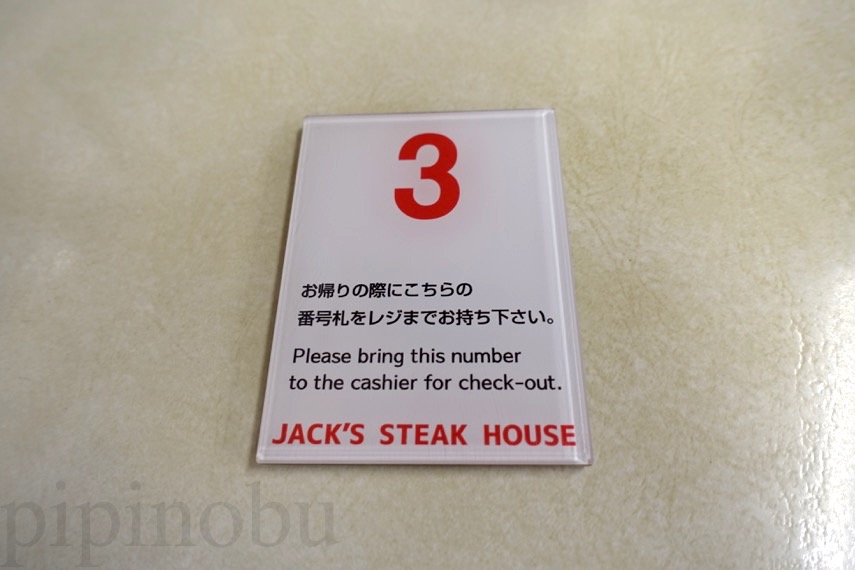 3
お帰りの際にこちらの
番号札をレジまでお持ち下さい。
Please bring this number
to the cashier for check-out.
JACK'S STEAK HOUSE
pipinobu